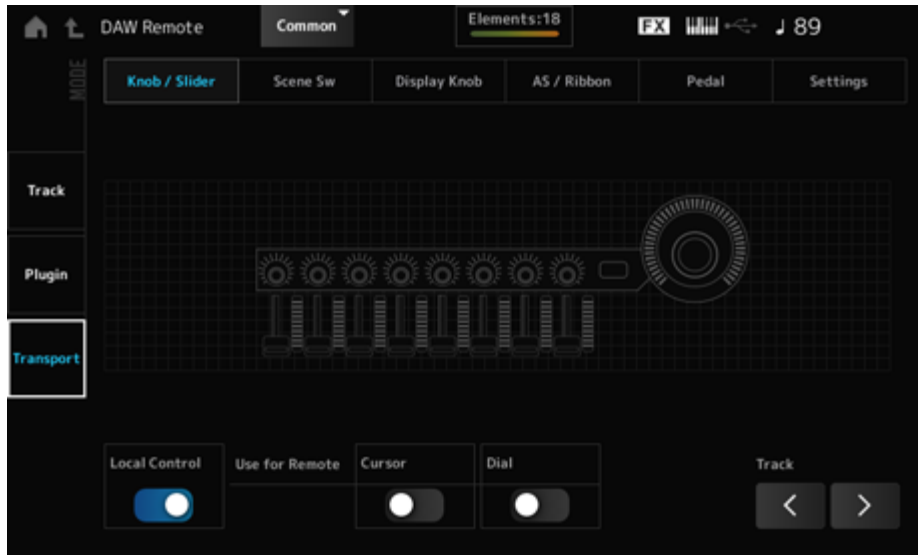 DAW Remote
Common
Elements:18
FX
89
MODE
Knob / Slider
Scene Sw
Display Knob
AS / Ribbon
Pedal
Settings
Track
Plugin
Transport
Local Control
Use for Remote
Cursor
Dial
Track